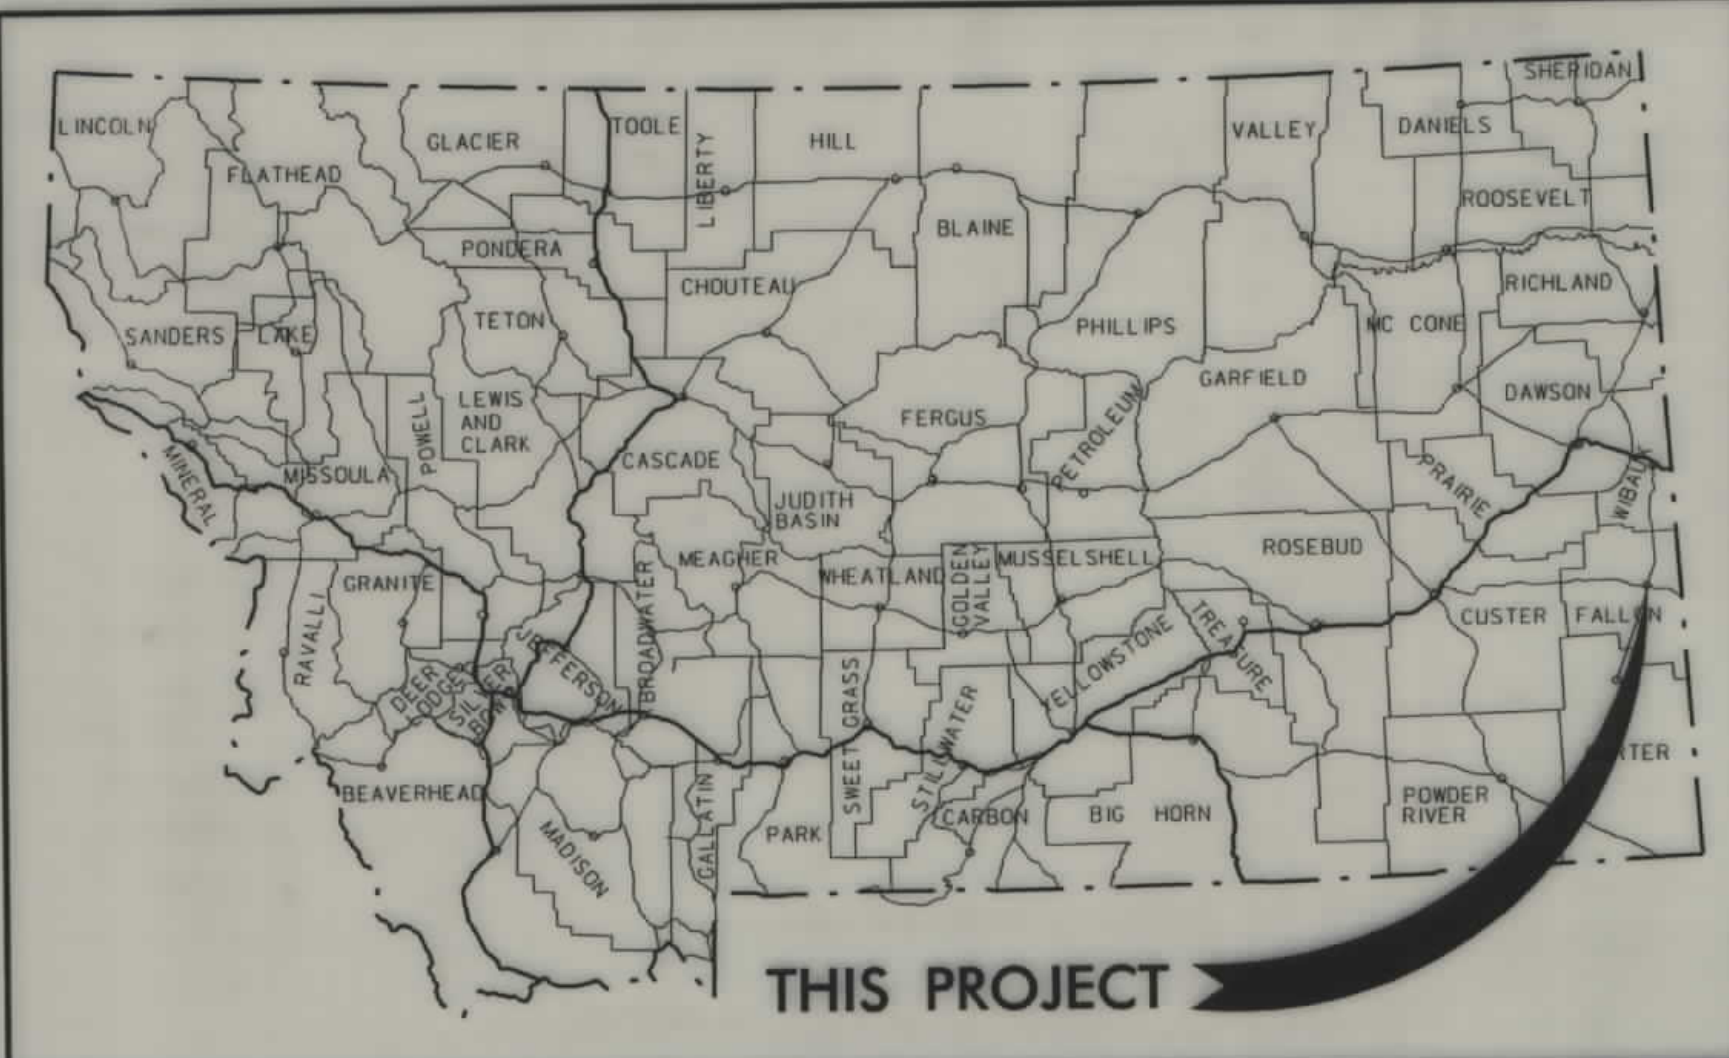 SHERIDAN
LINCOLN
TOOLE
DANIELS
VALLEY
GLACIER
HILL
FLATHEAD
LIBERTY
ROOSEVELT
BLAINE
PONDERA
RICHLAND
CHOUTEAU
TETON
MC CONE
PHILLIPS
SANDERS
LAKE
GARFIELD
DAWSON
LEWIS
AND
CLARK
POWELL
FERGUS
PETROLEUM
CASCADE
MISSOULA
MINERAL
PRAIRIE
WIBAUX
JUDITH
BASIN
ROSEBUD
MEAGHER
MUSSELSHELL
WHEATLAND
GOLDEN
VALLEY
GRANITE
CUSTER
FALLON
BROADWATER
RAVALLI
TREASURE
JEFFERSON
YELLOWSTONE
DEER
LODGE
SILVER
BOW
SWEET GRASS
STILLWATER
BEAVERHEAD
POWDER
RIVER
GALLATIN
BIG HORN
CARBON
PARK
MADISON
THIS PROJECT